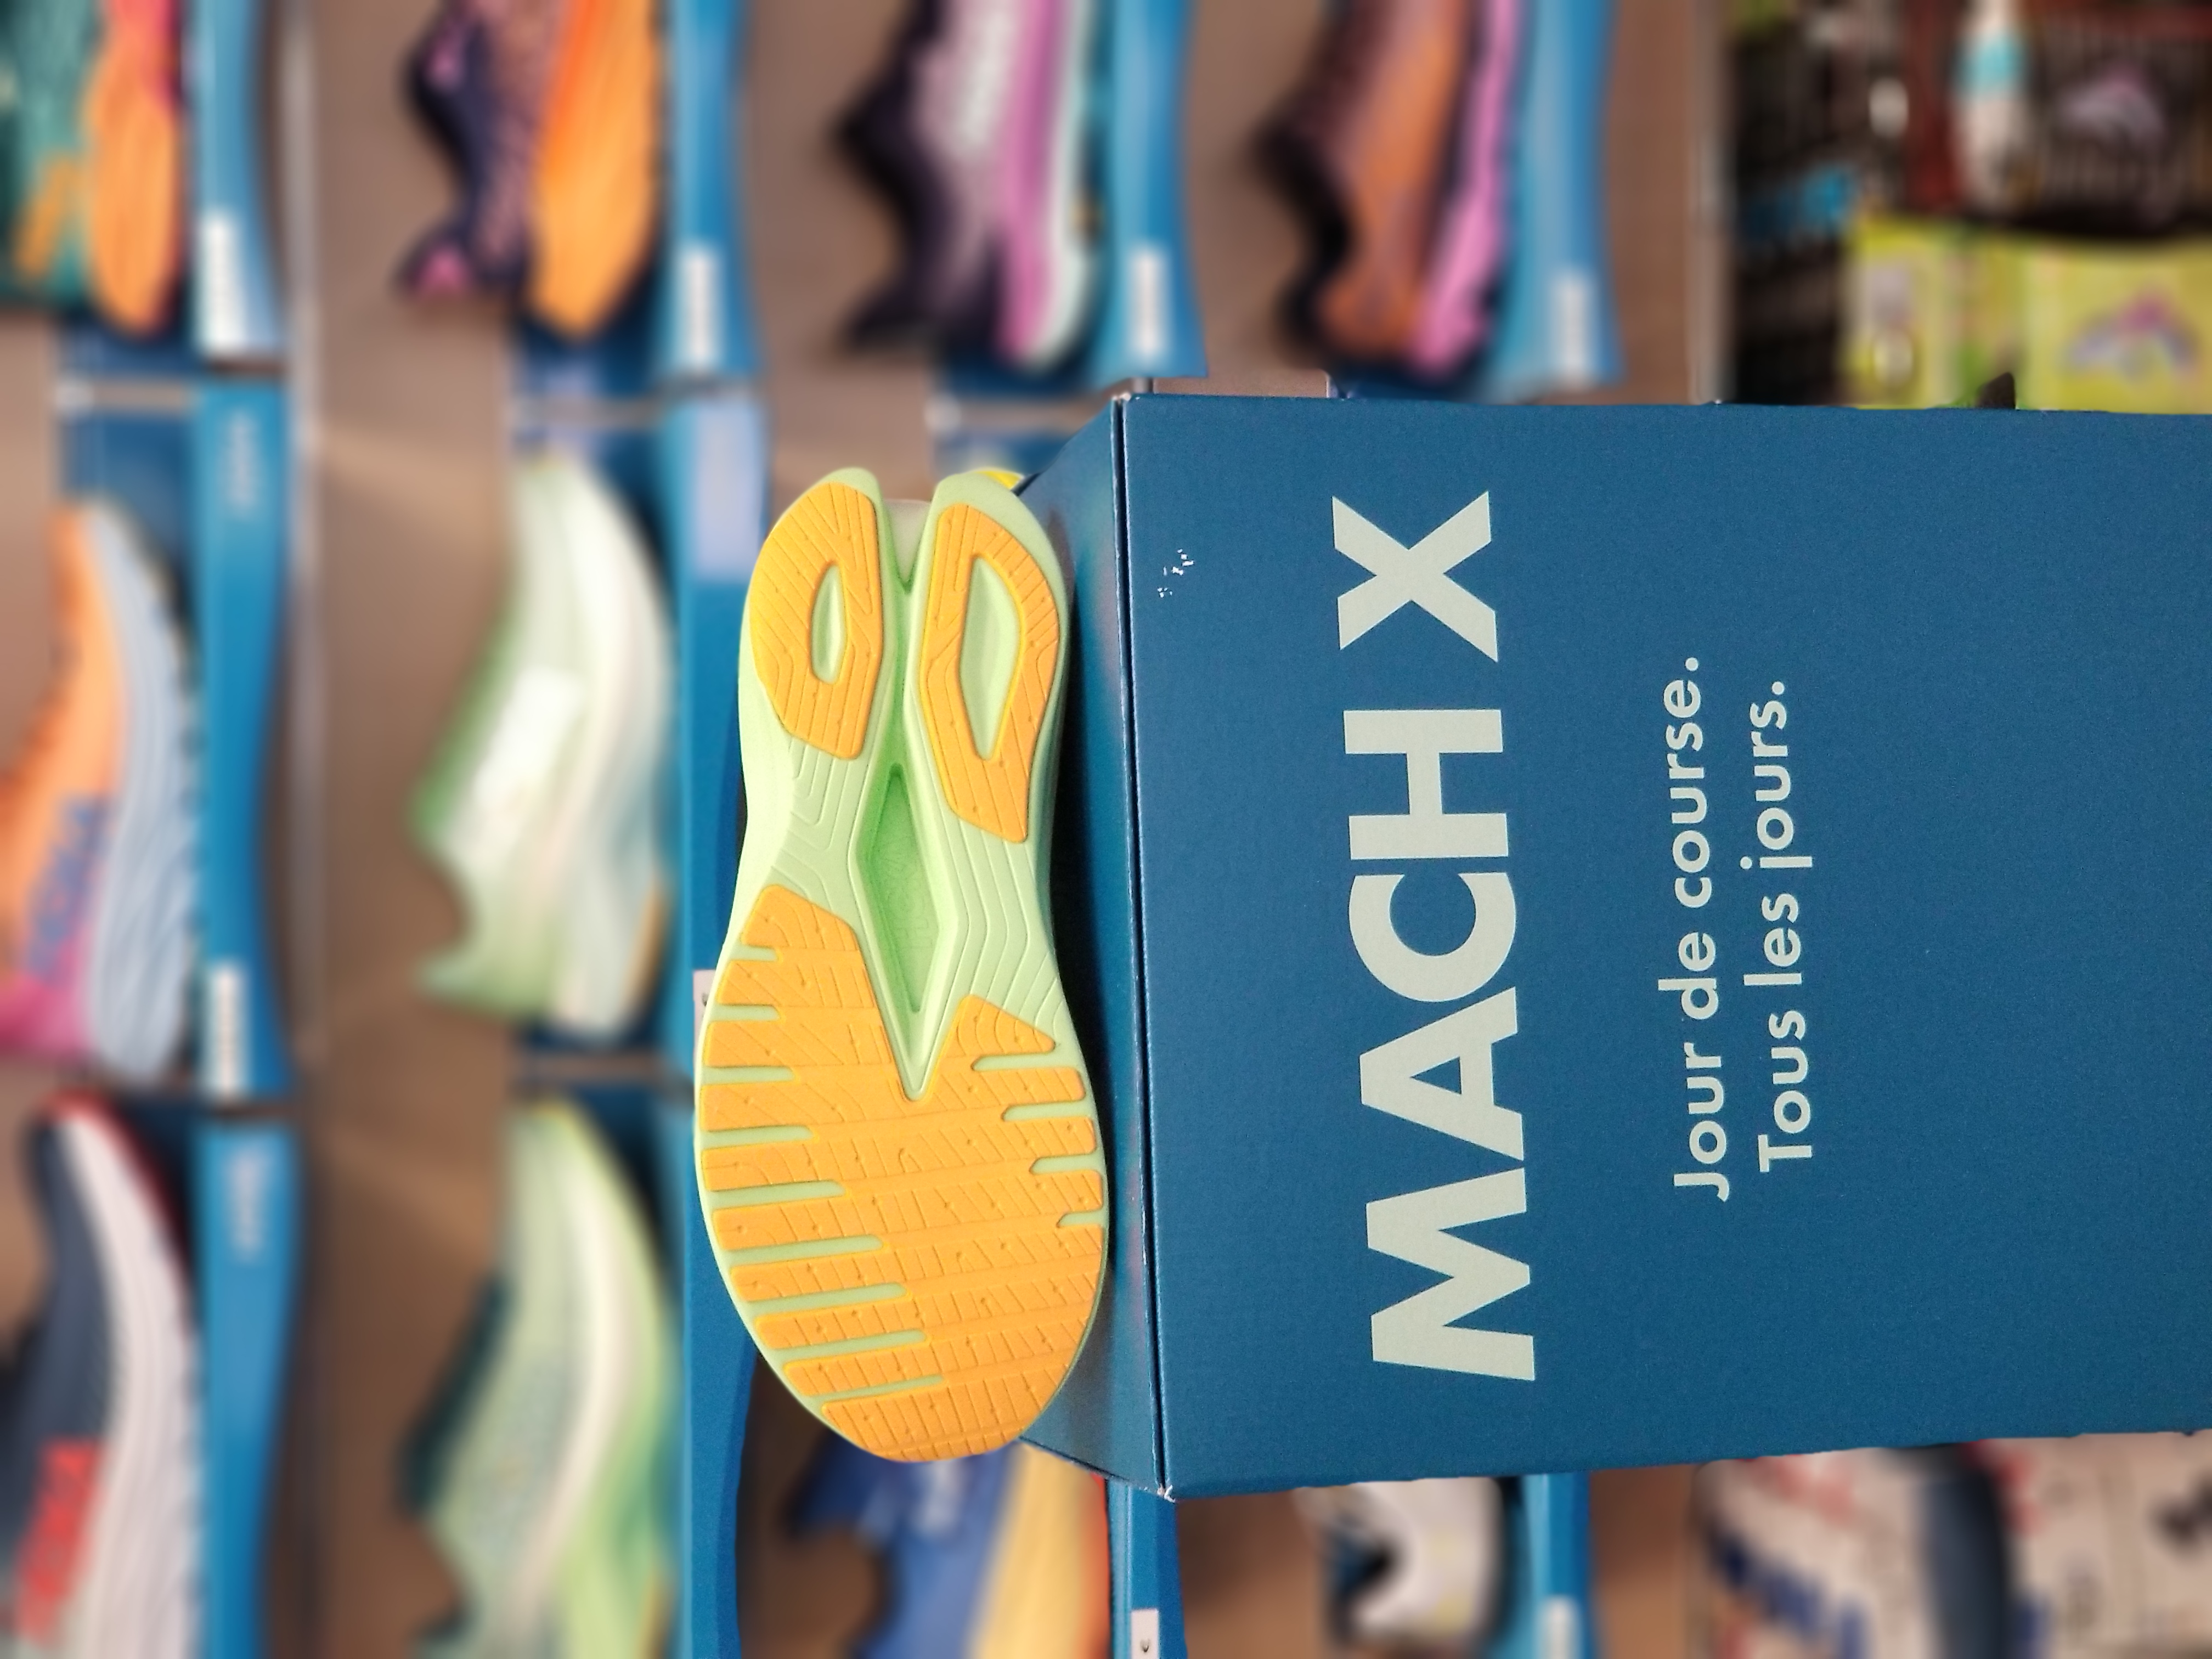 MACH X
Jour de course.
Tous les jours.